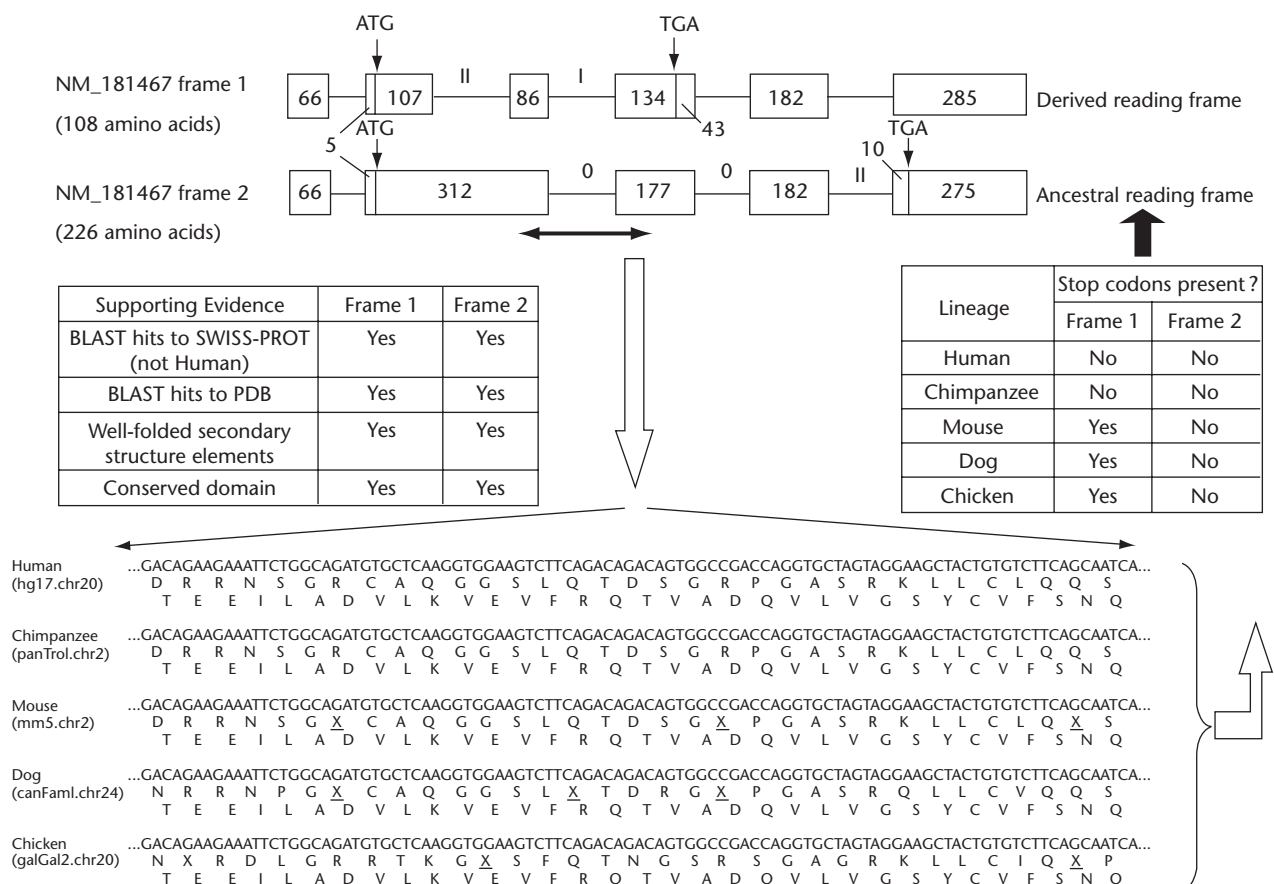 ATG
TGA
NM_181467 frame 1
(108 amino acids)
66
107
II
86
I
134
182
285
Derived reading frame
5
43
ATG
TGA
10
NM_181467 frame 2
(226 amino acids)
66
312
0
177
0
182
II
275
Ancestral reading frame
Supporting Evidence Frame 1 Frame 2
BLAST hits to SWISS-PROT Yes Yes
(not Human)
BLAST hits to PDB Yes Yes
Well-folded secondary Yes Yes
structure elements
Conserved domain Yes Yes
Lineage Stop codons present ?
Frame 1 Frame 2
Human No No
Chimpanzee No No
Mouse Yes No
Dog Yes No
Chicken Yes No
Human ...GACAGAAGAAATTCTGGCAGATGTGCTCAAGGTGGAAGTCTTCAGACAGACAGTGGCCGACCAGGTGCTAGTAGGAAGCTACTGTGTCTTCAGCAATCA...
(hg17.chr20) D R R N S G R C A Q G G S L Q T D S G R P G A S R K L L C L Q Q S
T E E I L A D V L K V E V F R Q T V A D Q V L V G S Y C V F S N Q
Chimpanzee ...GACAGAAGAAATTCTGGCAGATGTGCTCAAGGTGGAAGTCTTCAGACAGACAGTGGCCGACCAGGTGCTAGTAGGAAGCTACTGTGTCTTCAGCAATCA...
(panTrol.chr2) D R R N S G R C A Q G G S L Q T D S G R P G A S R K L L C L Q Q S
T E E I L A D V L K V E V F R Q T V A D Q V L V G S Y C V F S N Q
Mouse ...GACAGAAGAAATTCTGGCAGATGTGCTCAAGGTGGAAGTCTTCAGACAGACAGTGGCCGACCAGGTGCTAGTAGGAAGCTACTGTGTCTTCAGCAATCA...
(mm5.chr2) D R R N S G X C A Q G G S L Q T D S G X P G A S R K L L C L Q X S
T E E I L A D V L K V E V F R Q T V A D Q V L V G S Y C V F S N Q
Dog ...GACAGAAGAAATTCTGGCAGATGTGCTCAAGGTGGAAGTCTTCAGACAGACAGTGGCCGACCAGGTGCTAGTAGGAAGCTACTGTGTCTTCAGCAATCA...
(canFaml.chr24) N R R N P G X C A Q G G S L X T D R G X P G A S R Q L L C V Q Q S
T E E I L A D V L K V E V F R Q T V A D Q V L V G S Y C V F S N Q
Chicken ...GACAGAAGAAATTCTGGCAGATGTGCTCAAGGTGGAAGTCTTCAGACAGACAGTGGCCGACCAGGTGCTAGTAGGAAGCTACTGTGTCTTCAGCAATCA...
(galGal2.chr20) N X R D L G R R T K G X S F Q T N G S R S G A G R K L L C I Q X P
T E E I L A D V L K V E V F R Q T V A D Q V L V G S Y C V F S N Q